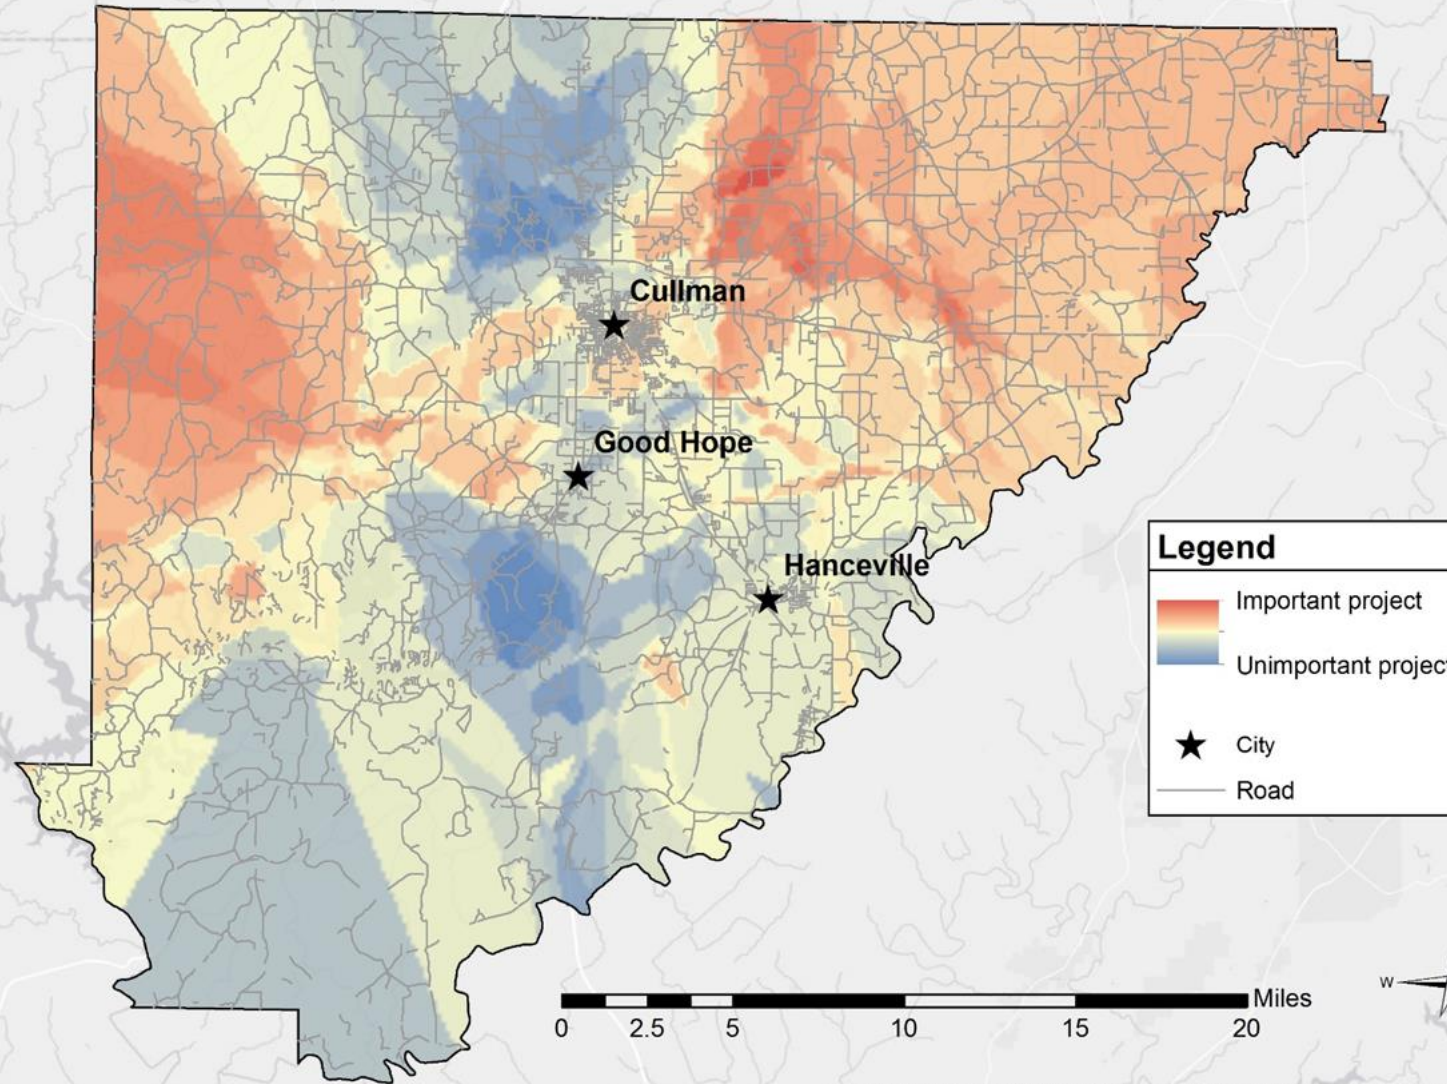 Cullman
Good Hope
Hanceville
Legend
Important project
Unimportant project
City
Road
Miles
0 2.5 5 10 15 20
W